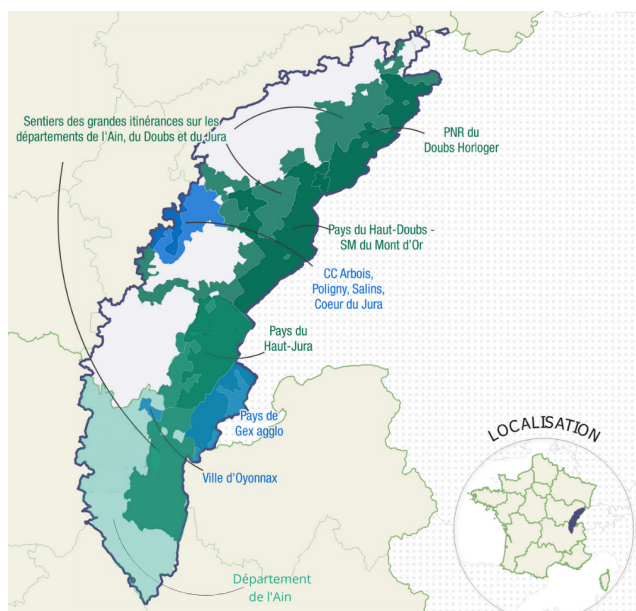 Sentiers des grandes itinérances sur les
départements de l'Ain, du Doubs et du Jura
PNR du
Doubs Horloger
Pays du Haut-Doubs -
SM du Mont d'Or
CC Arbois,
Poligny, Salins,
Coeur du Jura
Pays du
Haut-Jura
Pays de
Gex agglo
Ville d'Oyonnax
Département
de l'Ain
LOCALISATION